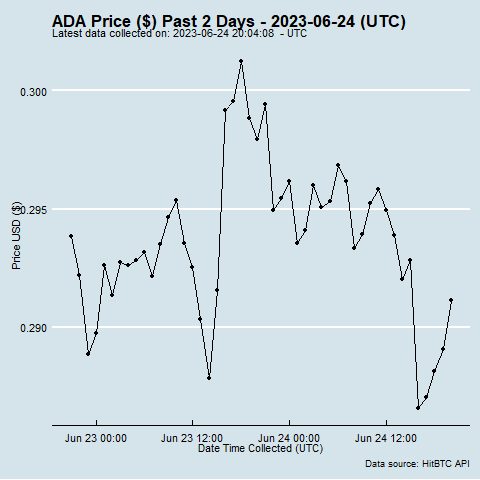 ADA Price ($) Past 2 Days - 2023-06-24 (UTC)
Latest data collected on: 2023-06-24 20:04:08 - UTC
0.300
0.295
0.290
Price USD ($)
Jun 23 00:00 Jun 23 12:00 Jun 24 00:00 Jun 24 12:00
Date Time Collected (UTC)
Data source: HitBTC API